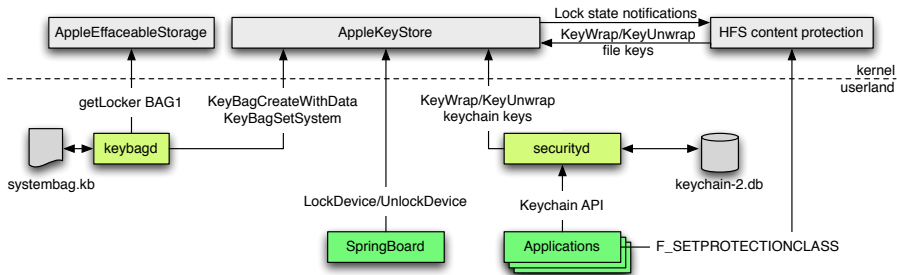 AppleEffaceableStorage
AppleKeyStore
Lock state notifications
KeyWrap/KeyUnwrap
file keys
HFS content protection
kernel
userland
getLocker BAG1
KeyBagCreateWithData
KeyBagSetSystem
KeyWrap/KeyUnwrap
keychain keys
keybagd
securityd
systembag.kb
keychain-2.db
LockDevice/UnlockDevice
Keychain API
SpringBoard
Applications
F_SETPROTECTIONCLASS